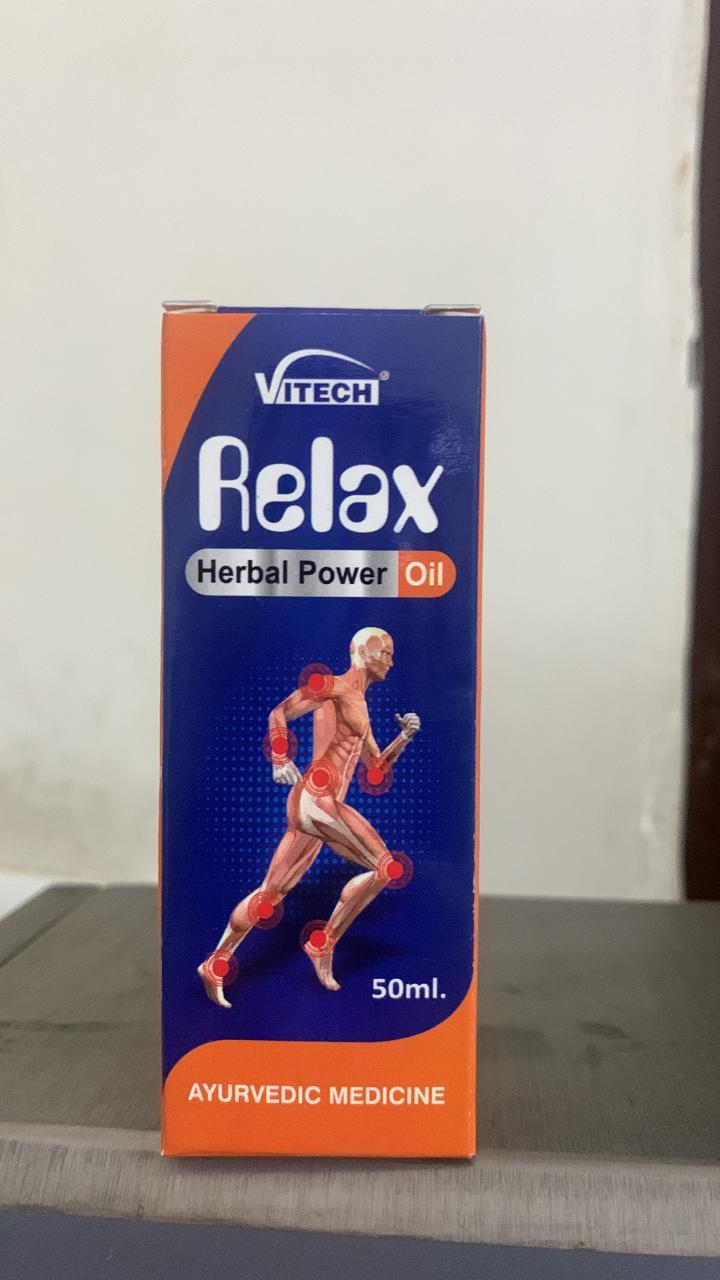 VITECH®
Relax
Herbal Power Oil
50ml.
AYURVEDIC MEDICINE